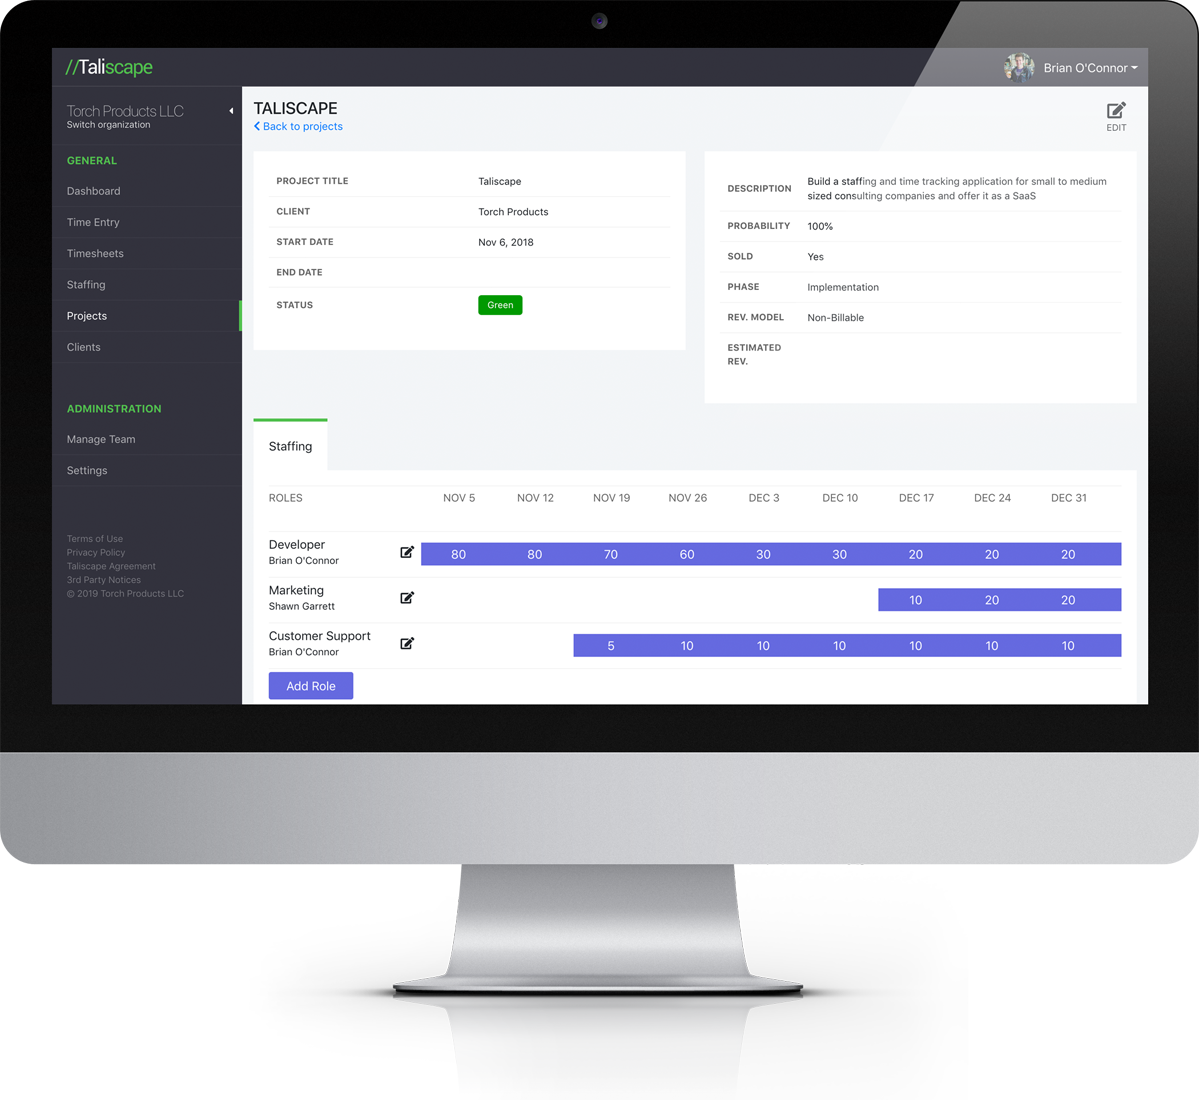 //Taliscape
Brian O'Connor
Torch Products LLC
Switch organization
GENERAL
Dashboard
Time Entry
Timesheets
Staffing
Projects
Clients
ADMINISTRATION
Manage Team
Settings
Terms of Use
Privacy Policy
Taliscape Agreement
3rd Party Notices
© 2019 Torch Products LLC
TALISCAPE
Back to projects
EDIT
PROJECT TITLE Taliscape
CLIENT Torch Products
START DATE Nov 6, 2018
END DATE
STATUS Green
DESCRIPTION Build a staffing and time tracking application for small to medium
sized consulting companies and offer it as a SaaS
PROBABILITY 100%
SOLD Yes
PHASE Implementation
REV. MODEL Non-Billable
ESTIMATED
REV.
Staffing
ROLES NOV 5 NOV 12 NOV 19 NOV 26 DEC 3 DEC 10 DEC 17 DEC 24 DEC 31
Developer
Brian O'Connor
80 80 70 60 30 30 20 20 20
Marketing
Shawn Garrett
10 20 20
Customer Support
Brian O'Connor
5 10 10 10 10 10 10
Add Role